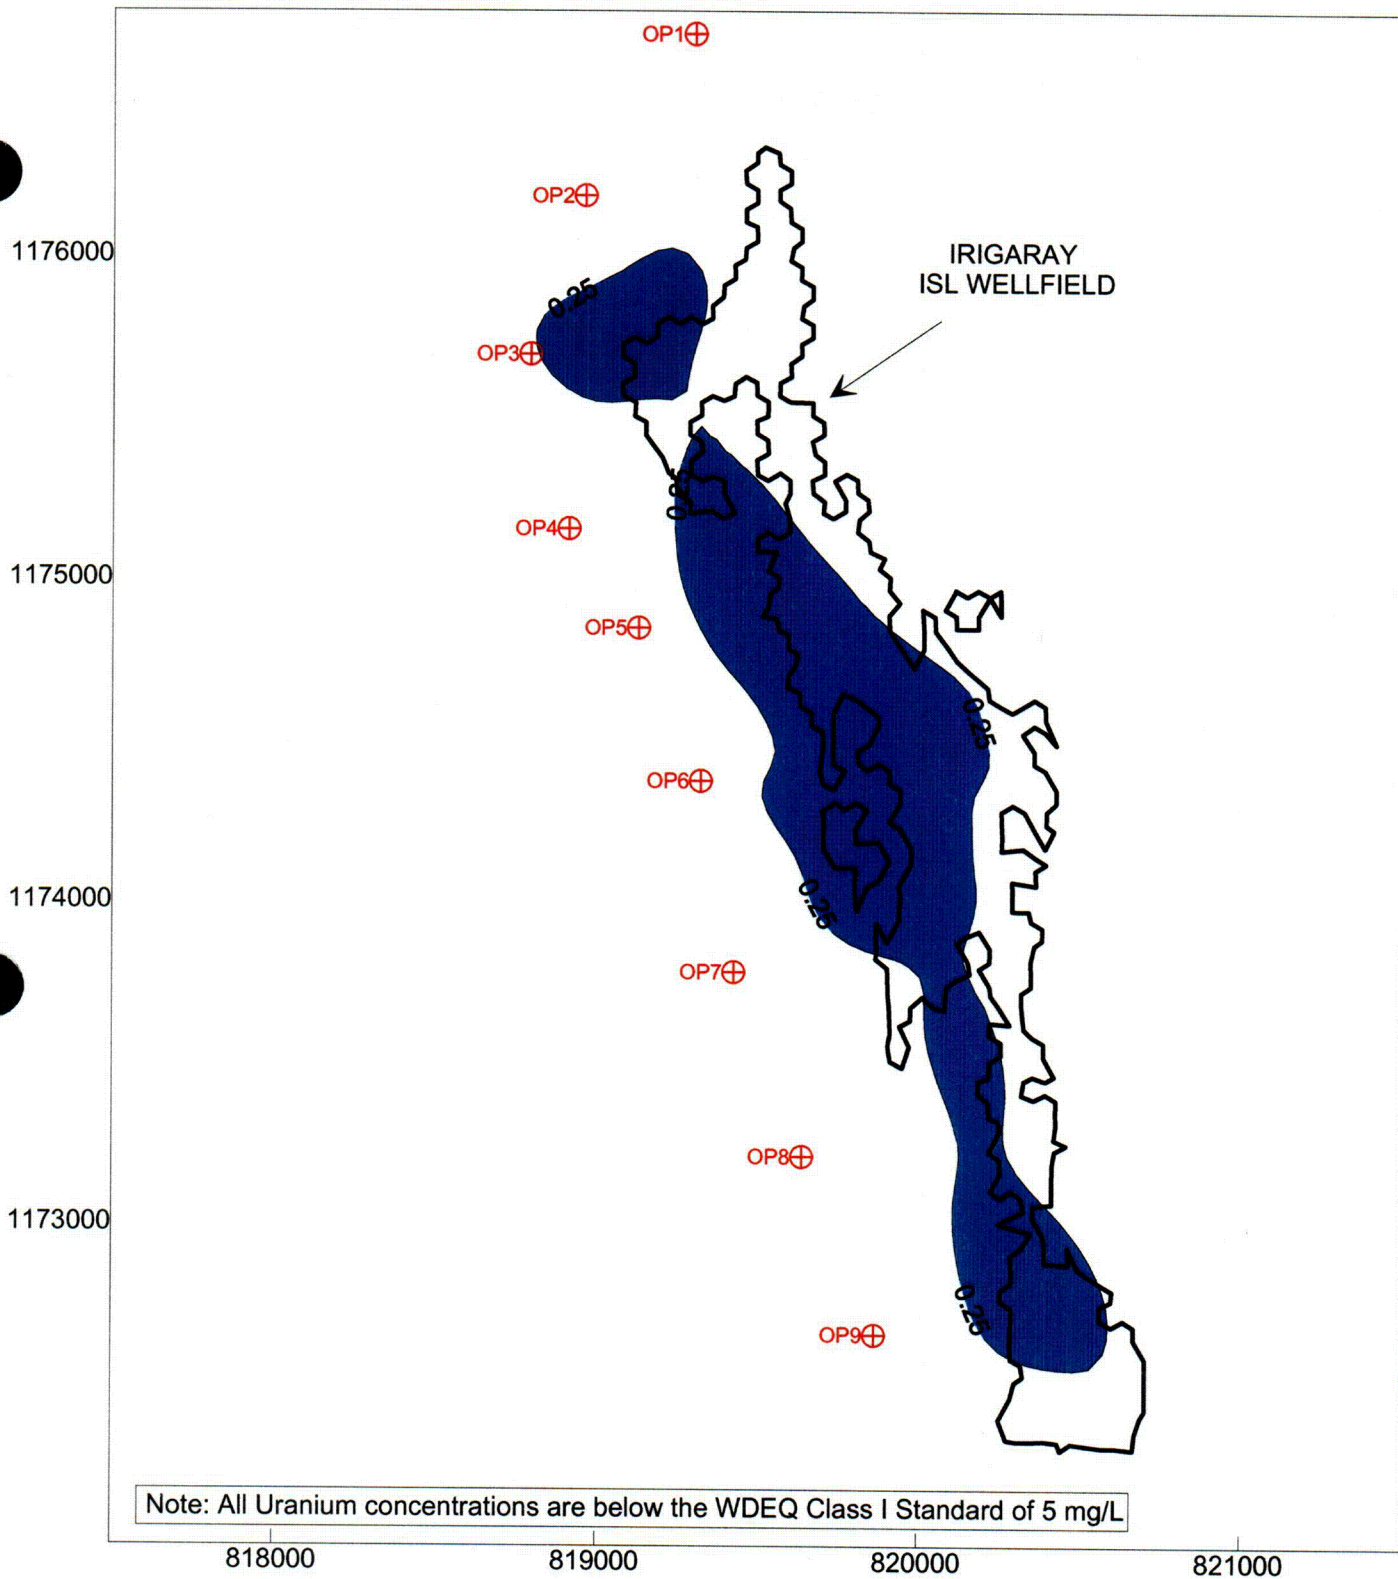 OP1
OP2
1176000
IRIGARAY
ISL WELLFIELD
0.25
OP3
0.25
OP4
1175000
OP5
0.25
OP6
1174000
0.25
OP7
OP8
1173000
0.25
OP9
Note: All Uranium concentrations are below the WDEQ Class I Standard of 5 mg/L
818000
819000
820000
821000